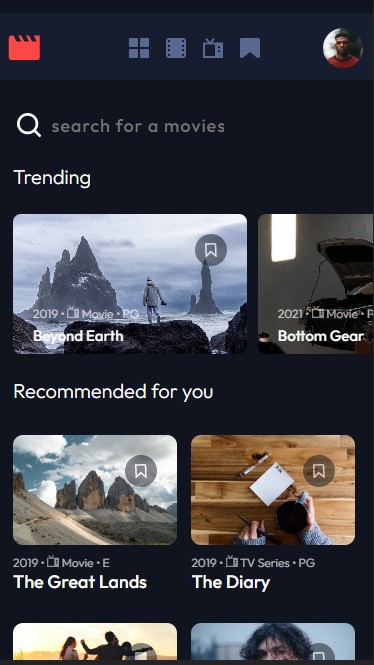 search for a movies
Trending
2019 • Movie • PG
Beyond Earth
2021 • Movie •
Bottom Gear
Recommended for you
2019 • Movie • E
The Great Lands
2019 • TV Series • PG
The Diary